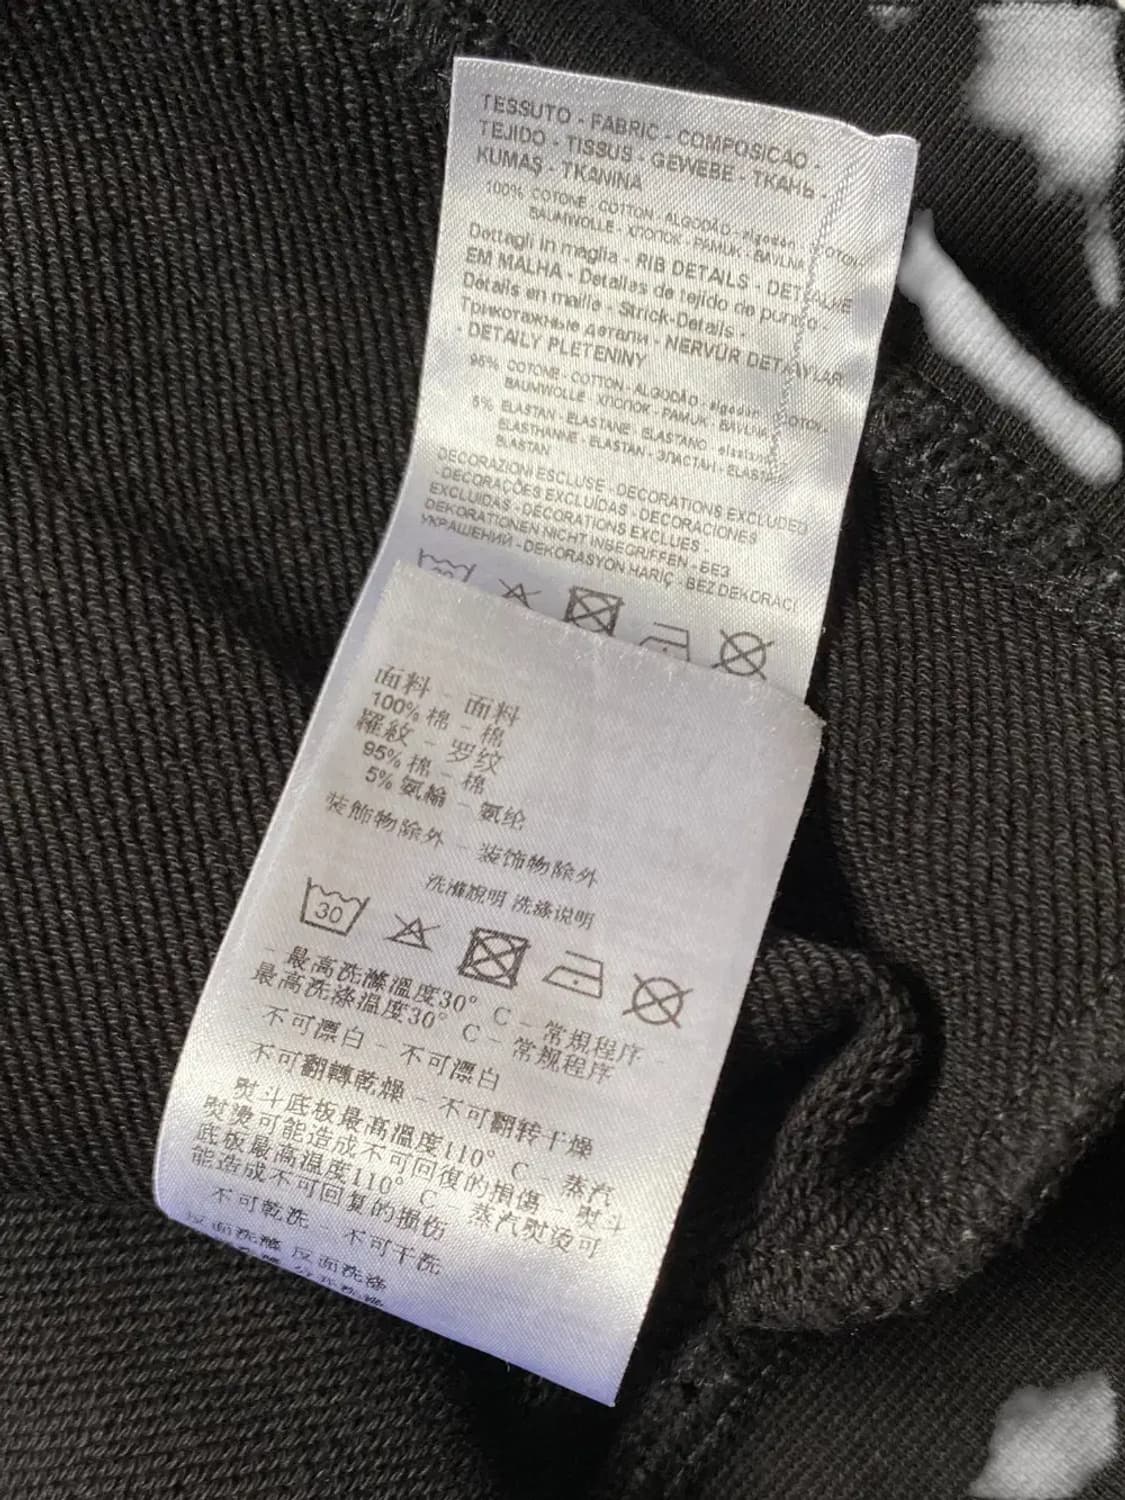 TESSUTO - FABRIC - COMPOSICAO -
TEJIDO - TISSUS - GEWEBE - ТКАНЬ -
KUMAŞ - TKANINA
100% COTONE - COTTON - ALGODÃO - algodón - COTON -
BAUMWOLLE - ХЛОПОК - PAMUK - BAVLNA
Dettagli in maglia - RIB DETAILS - DETALHE
EM MALHA - Detalles de tejido de punto -
Détails en maille - Strick-Details -
Трикотажные детали - NERVÜR DETAYLAR
- DETAILY PLETENINY
95% COTONE - COTTON - ALGODÃO - algodón - COTON -
BAUMWOLLE - ХЛОПОК - PAMUK - BAVLNA
5% ELASTAN - ELASTANE - ELASTANO -
ELASTHANNE - ELASTAN - ЭЛАСТАН - ELASTAN
ELASTAN
DECORAZIONI ESCLUSE - DECORATIONS EXCLUDED
- DECORAÇÕES EXCLUÍDAS - DECORACIONES
EXCLUIDAS - DÉCORATIONS EXCLUES -
DEKORATIONEN NICHT INBEGRIFFEN - БЕЗ
УКРАШЕНИЙ - DEKORASYON HARİÇ - BEZ DEKORACÍ
面料 - 面料
100% 棉 - 棉
羅紋 - 罗纹
95% 棉 - 棉
5% 氨綸 - 氨纶
装飾物除外 - 装饰物除外
洗滌說明 洗涤说明
30
- 最高洗滌溫度30° C - 常規程序 -
最高洗涤温度30° C - 常规程序
- 不可漂白 - 不可漂白
不可翻轉乾燥 - 不可翻转干燥
熨斗底板最高溫度110° C - 蒸汽
熨燙可能造成不可回復的損傷 - 熨斗
底板最高温度110° C - 蒸汽熨烫可
能造成不可回复的损伤
不可乾洗 - 不可干洗
反面洗滌 反面洗涤